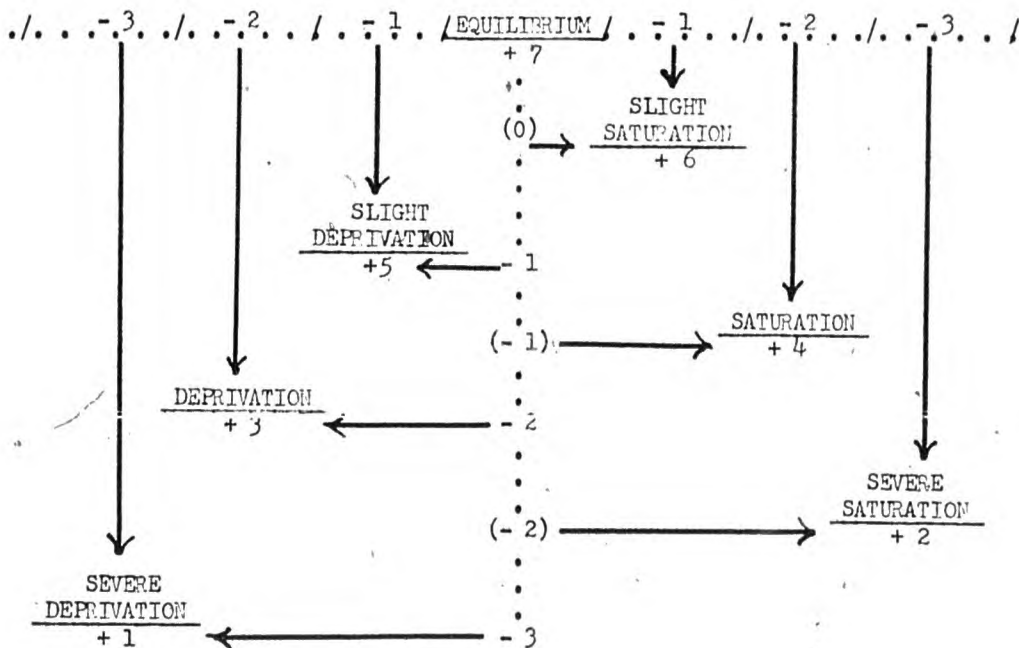 ./. . . .-3. . ./. .-2. . . ./. . .-1. . . . /EQUILIBRIUM/ . .-1. . . ./. .-2. . . ./. .-3. . . /
+ 7
SLIGHT
(0) SATURATION
+ 6
SLIGHT
DEPRIVATION
+5 - 1
SATURATION
(- 1) + 4
DEPRIVATION
+ 3 - 2
SEVERE
SATURATION
(- 2) + 2
SEVERE
DEPRIVATION
+ 1 - 3